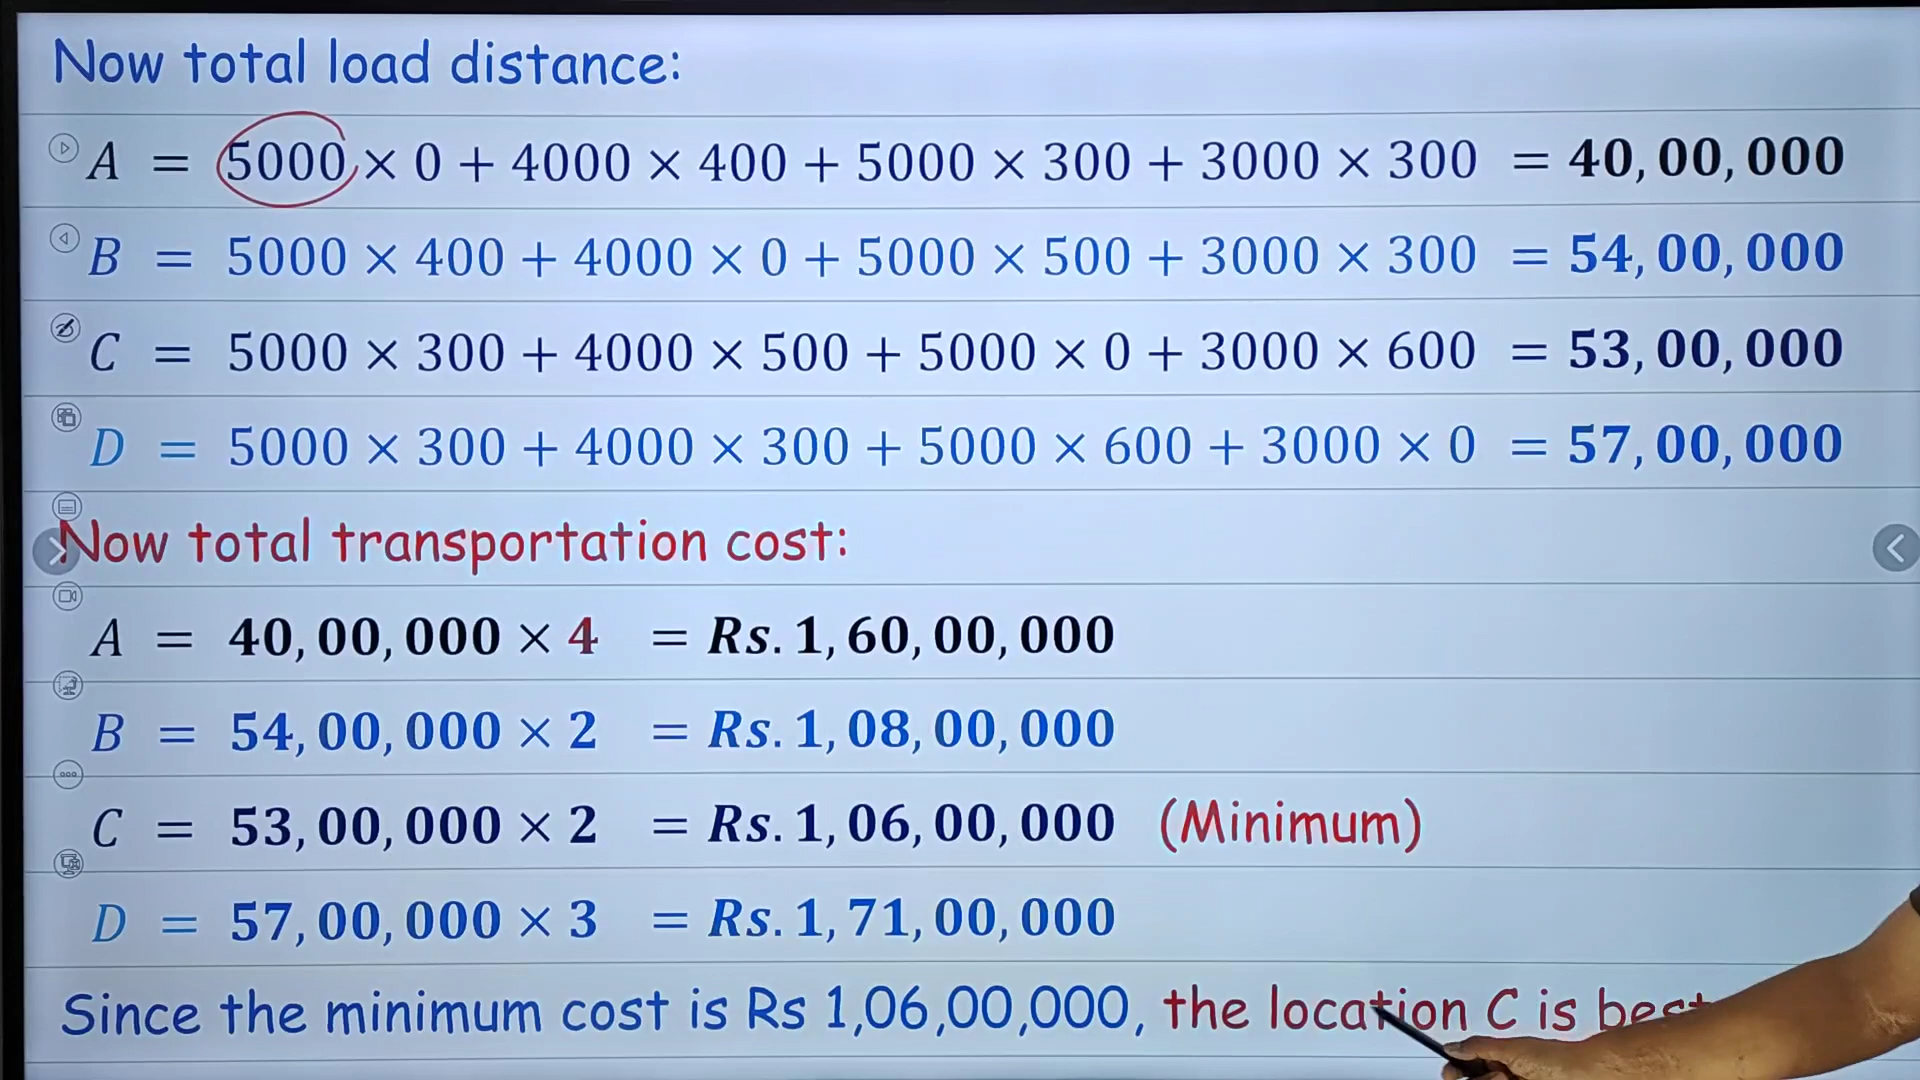 Now total load distance:
A = 5000 × 0 + 4000 × 400 + 5000 × 300 + 3000 × 300 = 40,00,000
B = 5000 × 400 + 4000 × 0 + 5000 × 500 + 3000 × 300 = 54,00,000
C = 5000 × 300 + 4000 × 500 + 5000 × 0 + 3000 × 600 = 53,00,000
D = 5000 × 300 + 4000 × 300 + 5000 × 600 + 3000 × 0 = 57,00,000
Now total transportation cost:
A = 40,00,000 × 4 = Rs. 1,60,00,000
B = 54,00,000 × 2 = Rs. 1,08,00,000
C = 53,00,000 × 2 = Rs. 1,06,00,000 (Minimum)
D = 57,00,000 × 3 = Rs. 1,71,00,000
Since the minimum cost is Rs 1,06,00,000, the location C is best